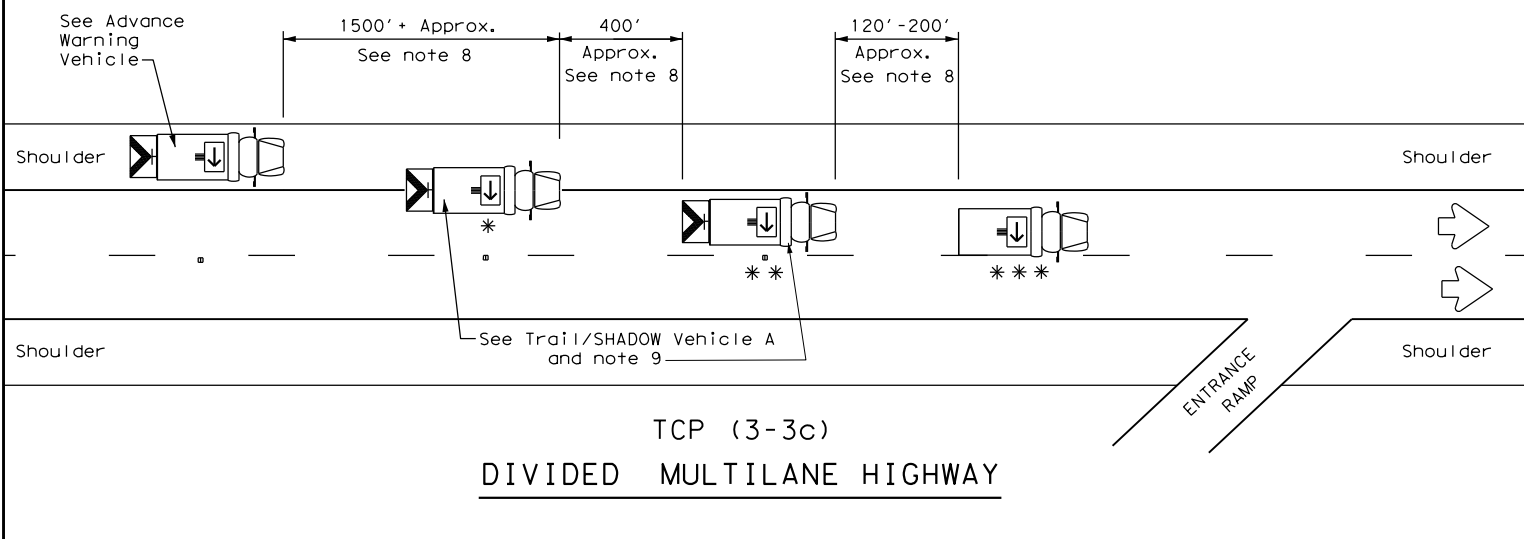 See Advance
Warning
Vehicle
1500'+ Approx.
See note 8
400'
Approx.
See note 8
120'-200'
Approx.
See note 8
Shoulder
Shoulder
*
* *
* * *
See Trail/SHADOW Vehicle A
and note 9
Shoulder
Shoulder
ENTRANCE
RAMP
TCP (3-3c)
DIVIDED MULTILANE HIGHWAY